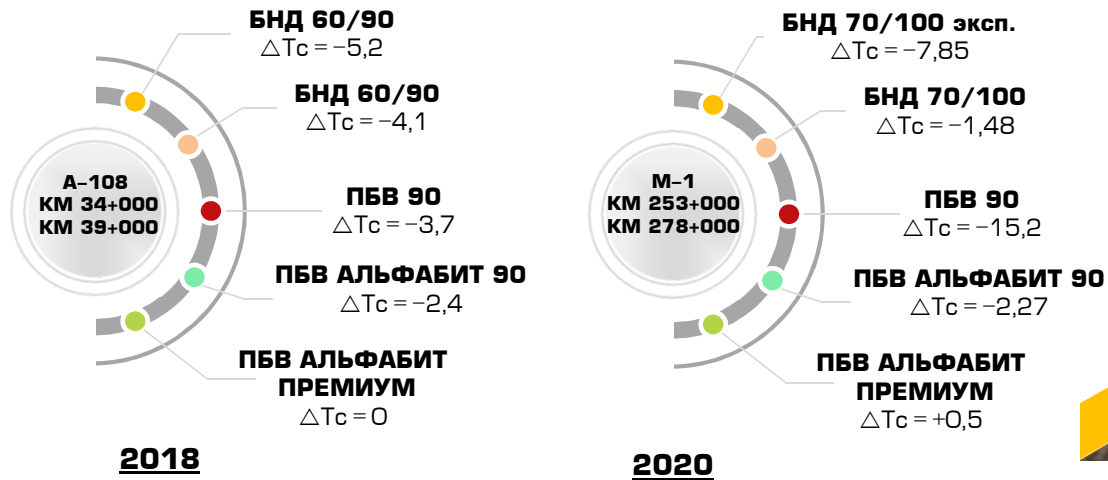 БНД 60/90
△Tc = −5,2
БНД 60/90
△Tc = −4,1
А−108
КМ 34+000
КМ 39+000
ПБВ 90
△Tc = −3,7
ПБВ АЛЬФАБИТ 90
△Tc = −2,4
ПБВ АЛЬФАБИТ
ПРЕМИУМ
△Tc = 0
2018
БНД 70/100 эксп.
△Tc = −7,85
БНД 70/100
△Tc = −1,48
М−1
КМ 253+000
КМ 278+000
ПБВ 90
△Tc = −15,2
ПБВ АЛЬФАБИТ 90
△Tc = −2,27
ПБВ АЛЬФАБИТ
ПРЕМИУМ
△Tc = +0,5
2020